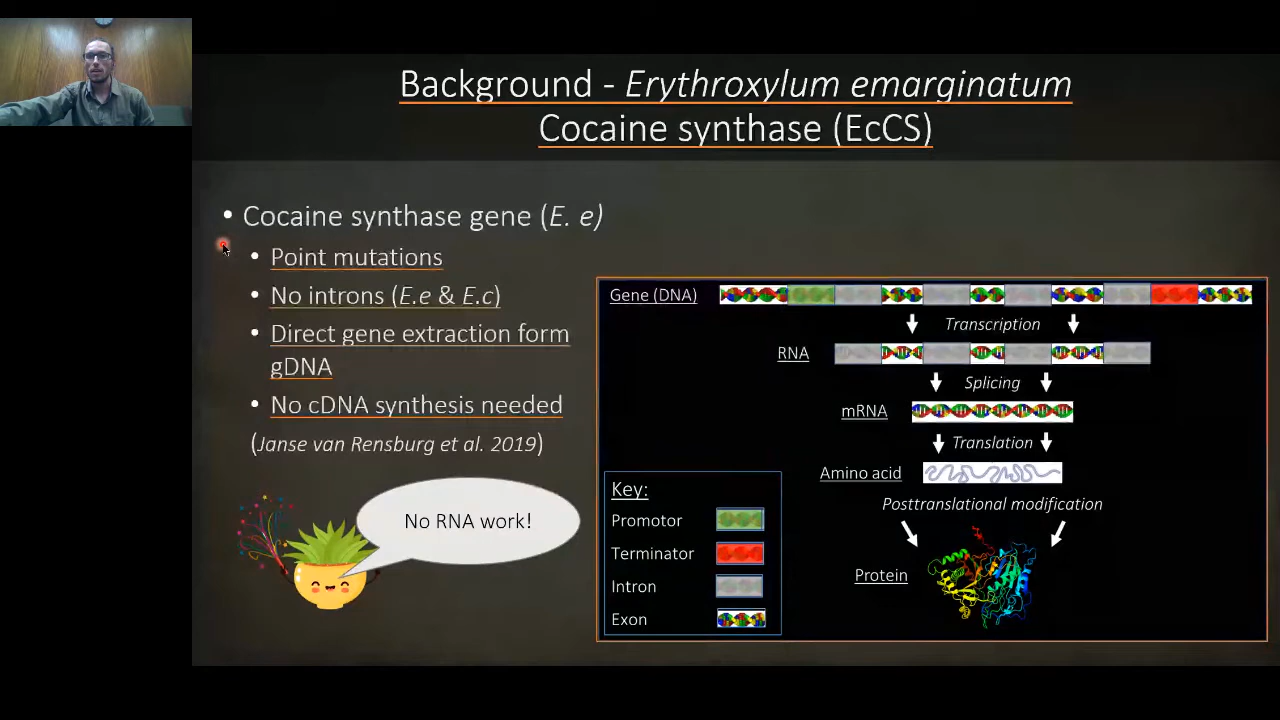 Background - Erythroxylum emarginatum
Cocaine synthase (EcCS)
• Cocaine synthase gene (E. e)
• Point mutations
• No introns (E.e & E.c)
• Direct gene extraction form
gDNA
• No cDNA synthesis needed
(Janse van Rensburg et al. 2019)
No RNA work!
Gene (DNA)
Transcription
RNA
Splicing
mRNA
Translation
Amino acid
Posttranslational modification
Protein
Key:
Promotor
Terminator
Intron
Exon